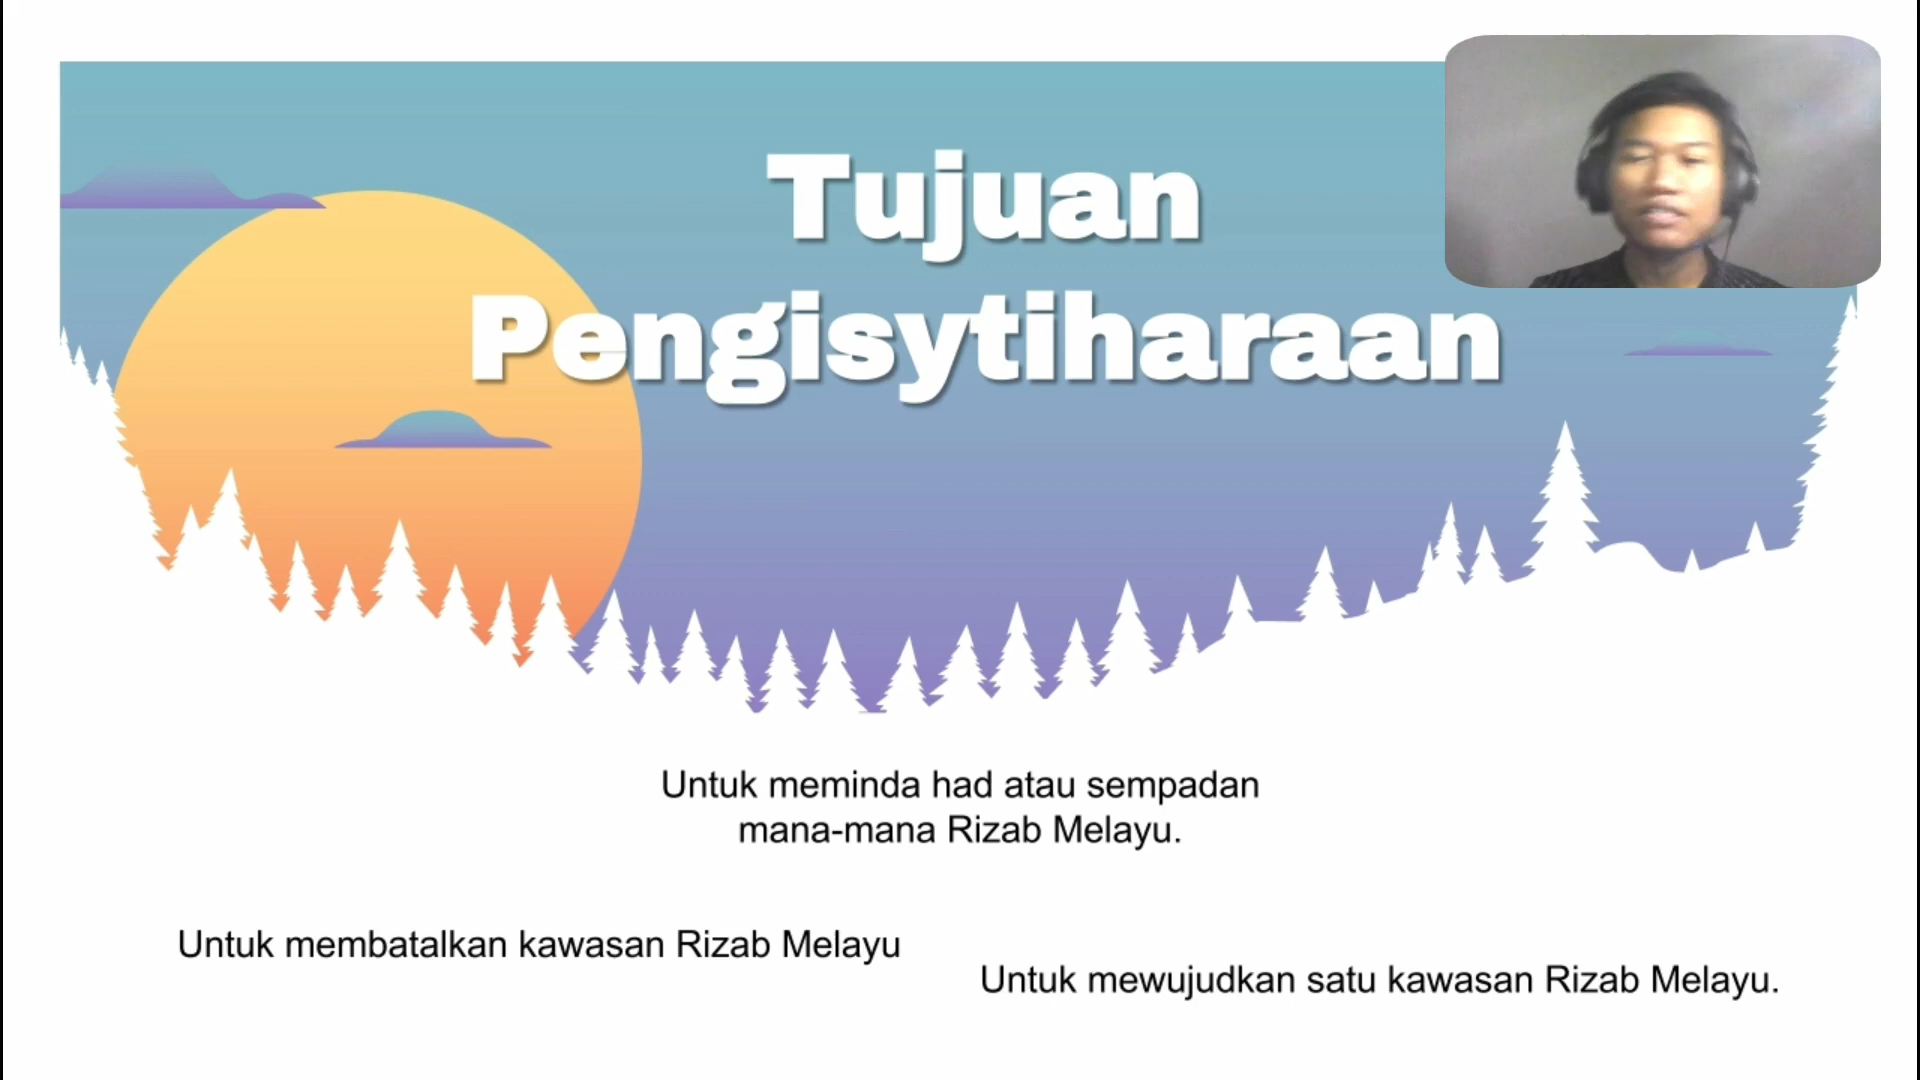 Tujuan
Pengisytiharaan
Untuk meminda had atau sempadan
mana-mana Rizab Melayu.
Untuk membatalkan kawasan Rizab Melayu
Untuk mewujudkan satu kawasan Rizab Melayu.